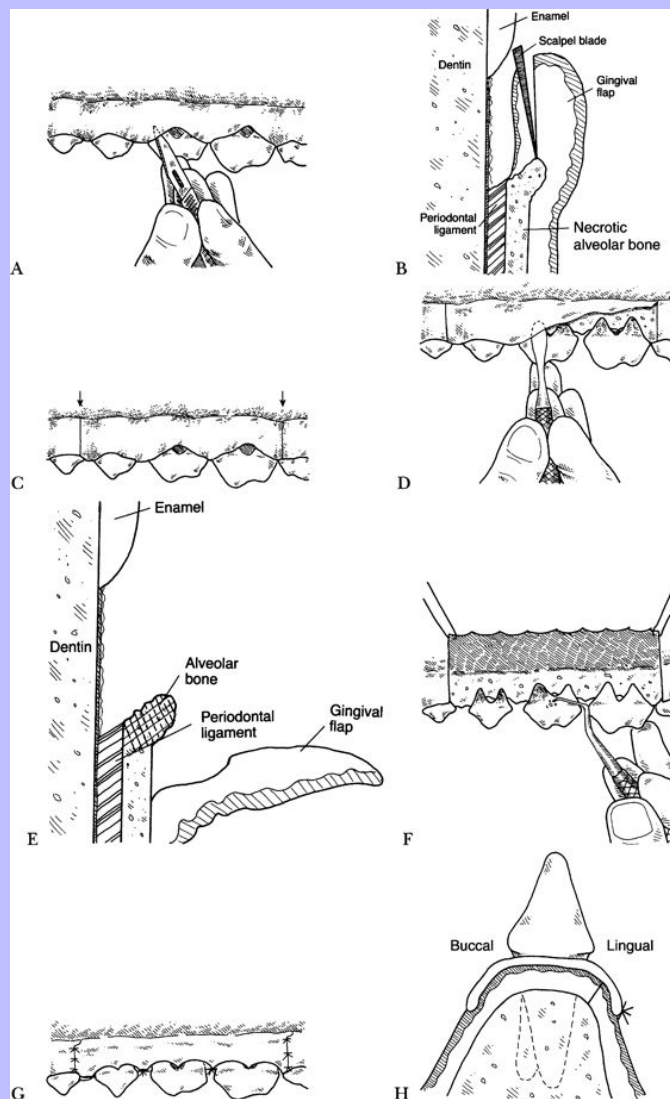 Enamel
Scalpel blade
Dentin
Gingival
flap
Periodontal
ligament
Necrotic
alveolar bone
A
B
C
D
Enamel
Dentin
Alveolar
bone
Periodontal
ligament
Gingival
flap
E
F
Buccal
Lingual
G
H